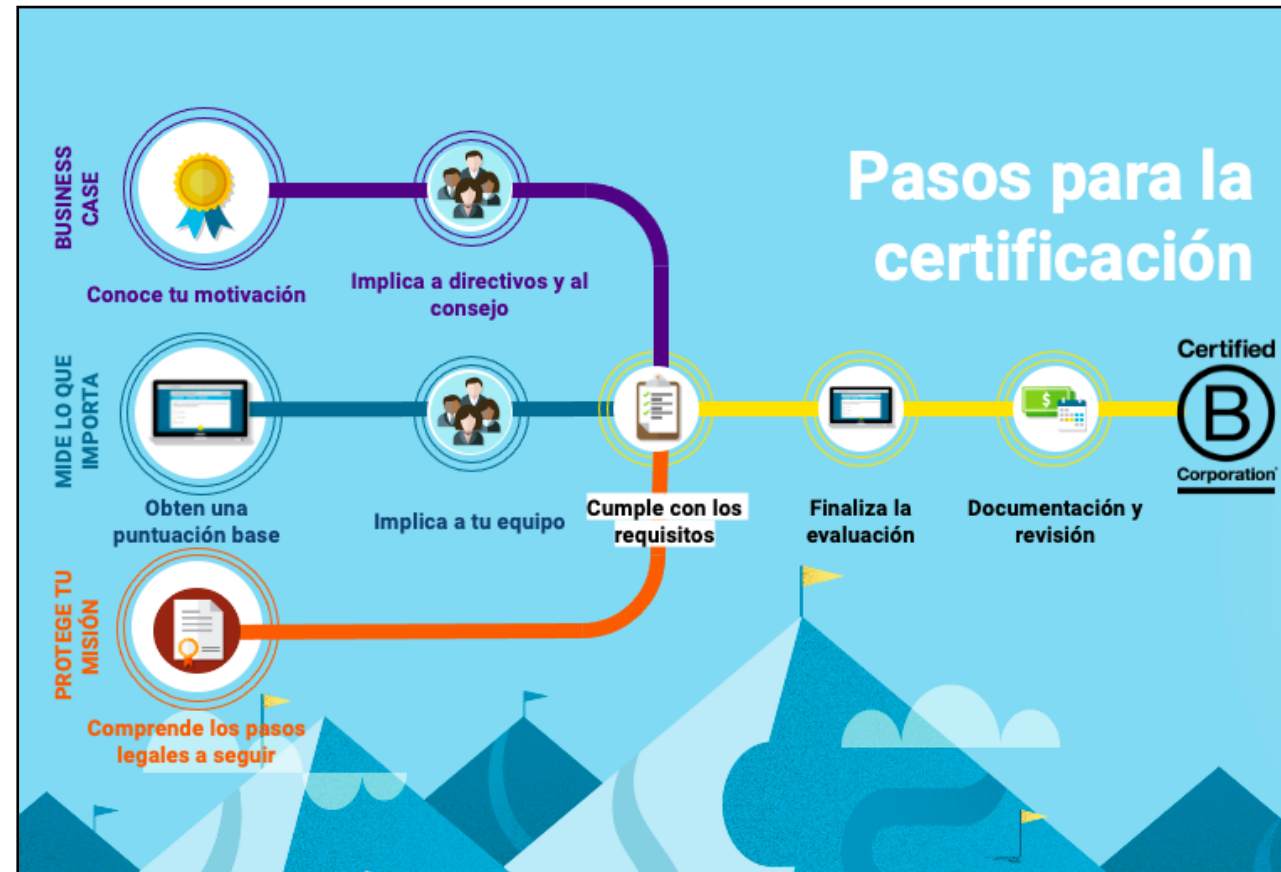 Pasos para la
certificación
BUSINESS
CASE
Conoce tu motivación
Implica a directivos y al
consejo
MIDE LO QUE
IMPORTA
Obten una
puntuación base
Implica a tu equipo
Cumple con los
requisitos
Finaliza la
evaluación
Documentación y
revisión
Certified
B
Corporation
PROTEGE TU
MISIÓN
Comprende los pasos
legales a seguir
$